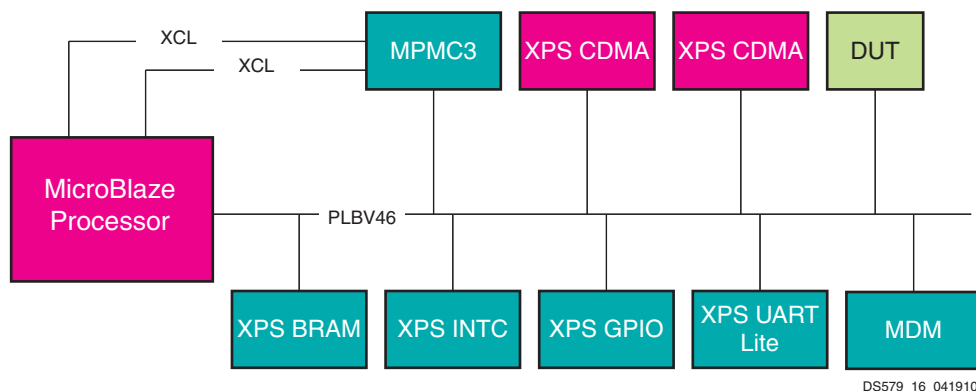 XCL
XCL
MPMC3
XPS CDMA
XPS CDMA
DUT
MicroBlaze
Processor
PLBV46
XPS BRAM
XPS INTC
XPS GPIO
XPS UART
Lite
MDM
DS579_16_041910